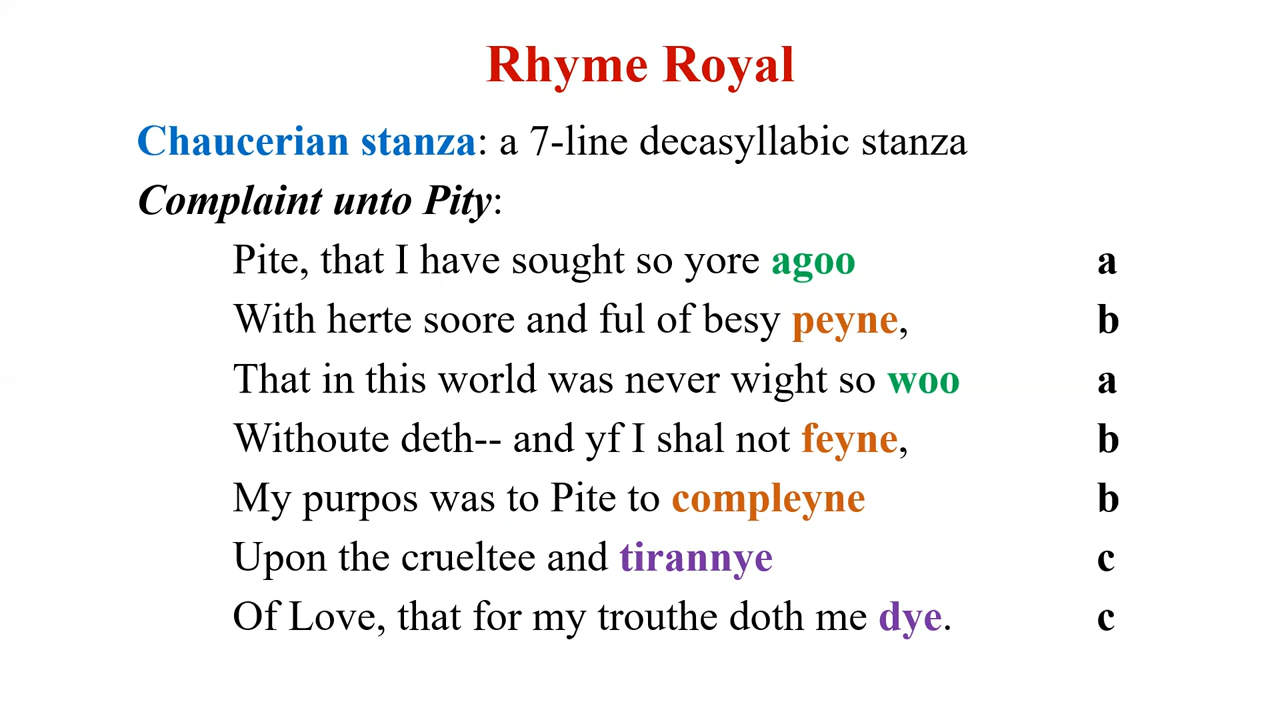 Rhyme Royal
Chaucerian stanza: a 7-line decasyllabic stanza
Complaint unto Pity:
Pite, that I have sought so yore agoo a
With herte soore and ful of besy peyne, b
That in this world was never wight so woo a
Withoute deth-- and yf I shal not feyne, b
My purpos was to Pite to compleyne b
Upon the crueltee and tirannye c
Of Love, that for my trouthe doth me dye. c